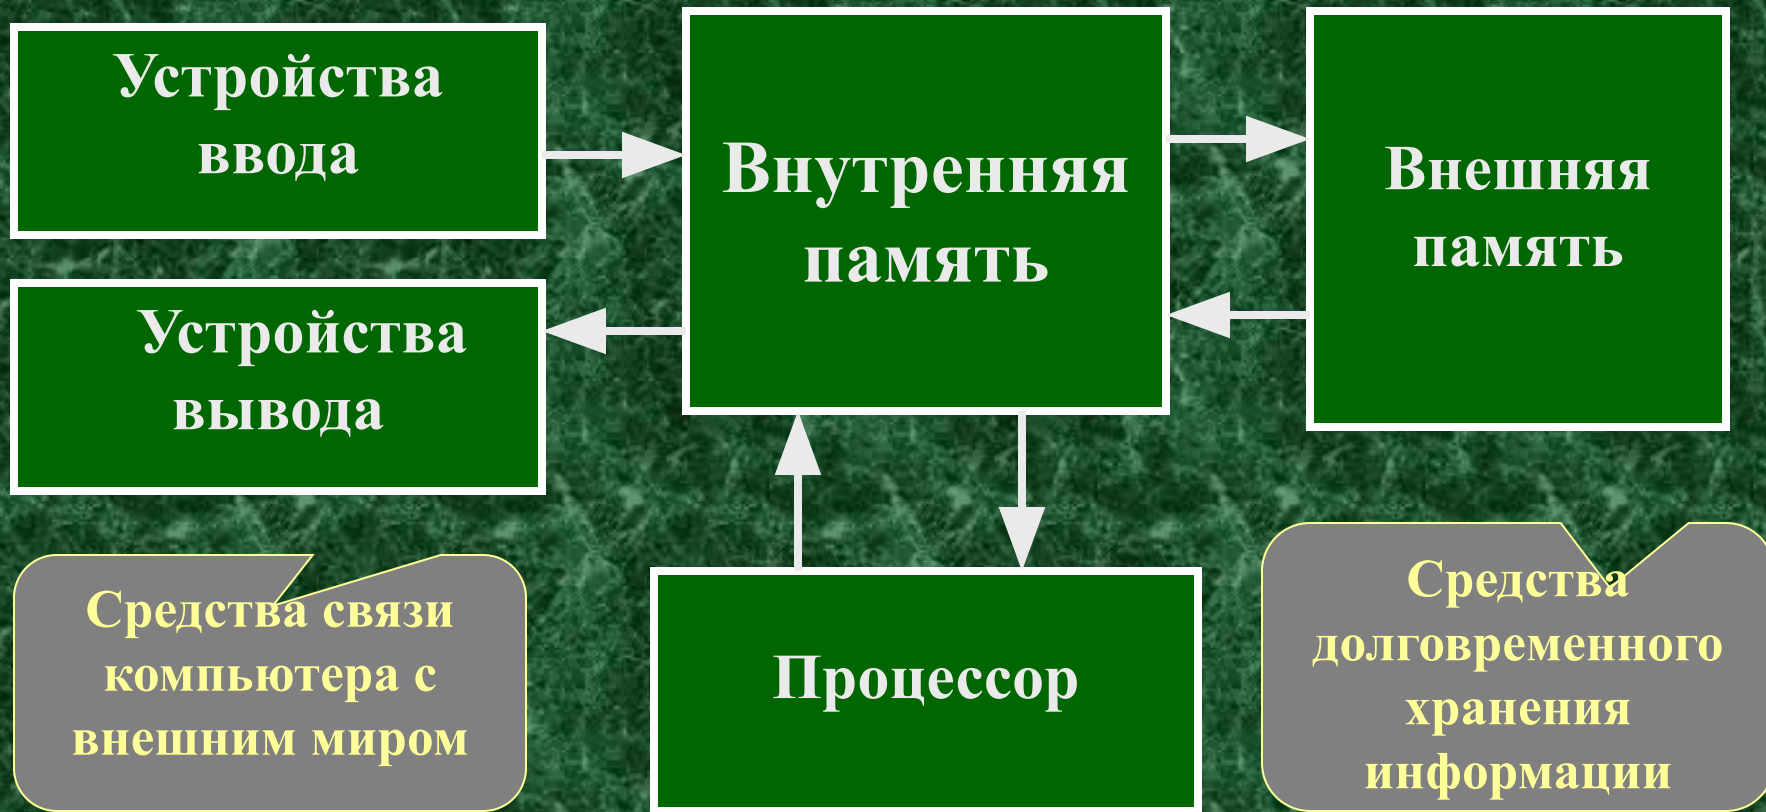 Устройства
ввода
Внутренняя
память
Внешняя
память
Устройства
вывода
Процессор
Средства связи
компьютера с
внешним миром
Средства
долговременного
хранения
информации